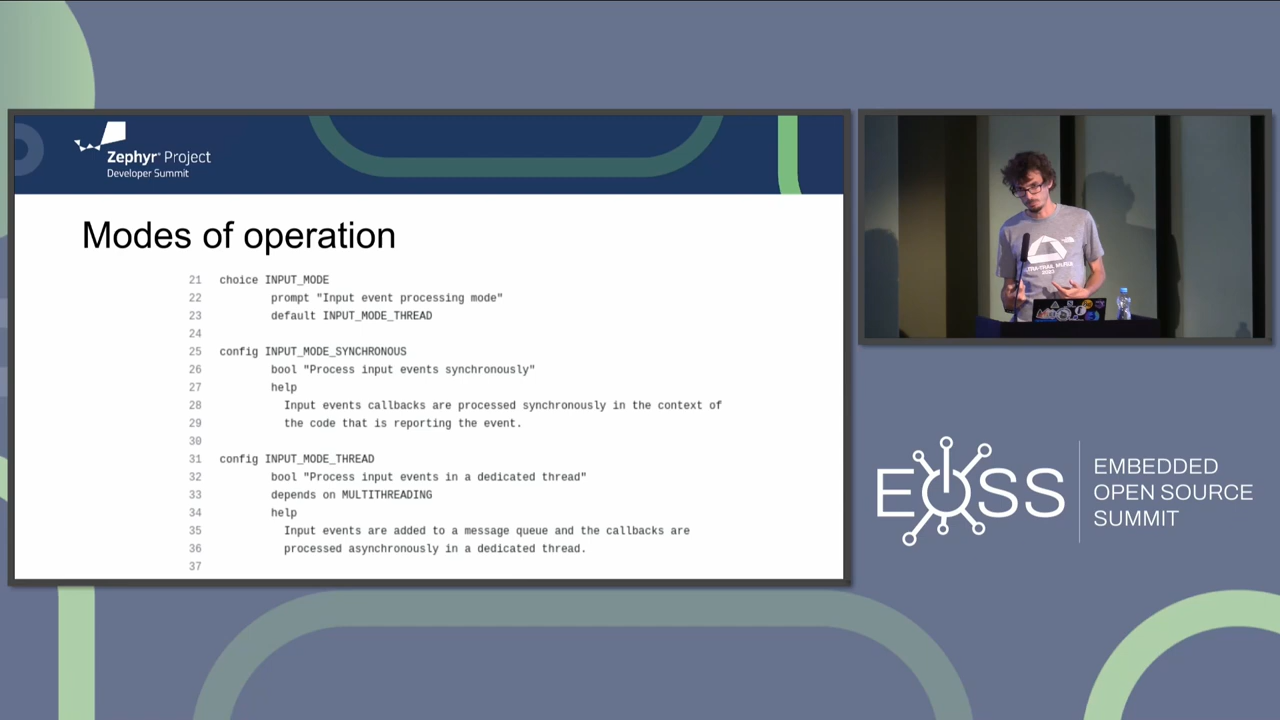 Zephyr® Project
Developer Summit
Modes of operation
21 choice INPUT_MODE
22 prompt "Input event processing mode"
23 default INPUT_MODE_THREAD
24
25 config INPUT_MODE_SYNCHRONOUS
26 bool "Process input events synchronously"
27 help
28 Input events callbacks are processed synchronously in the context of
29 the code that is reporting the event.
30
31 config INPUT_MODE_THREAD
32 bool "Process input events in a dedicated thread"
33 depends on MULTITHREADING
34 help
35 Input events are added to a message queue and the callbacks are
36 processed asynchronously in a dedicated thread.
37
EOSS
EMBEDDED
OPEN SOURCE
SUMMIT